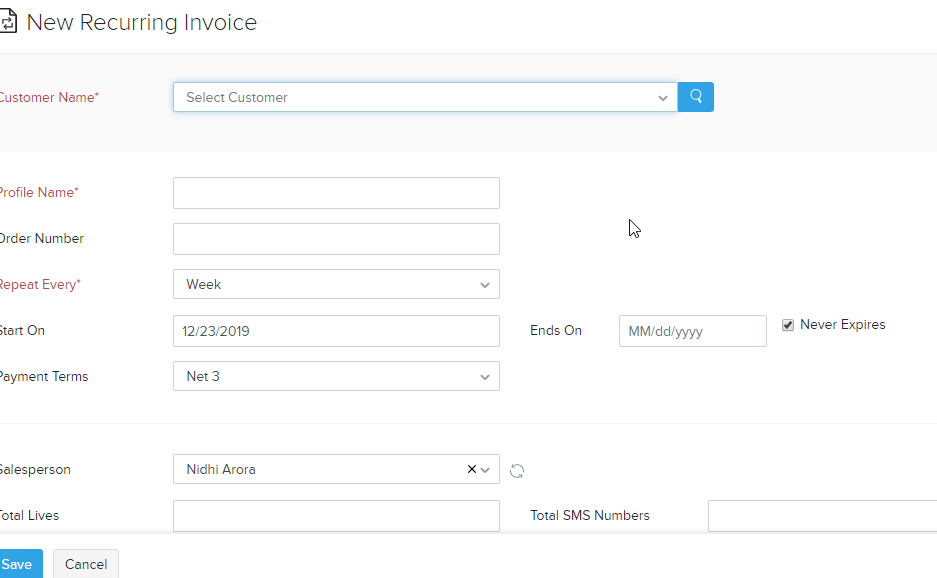 New Recurring Invoice
Customer Name*
Select Customer
Profile Name*
Order Number
Repeat Every*
Week
Start On
12/23/2019
Ends On
MM/dd/yyyy
Never Expires
Payment Terms
Net 3
Salesperson
Nidhi Arora
Total Lives
Total SMS Numbers
Save
Cancel